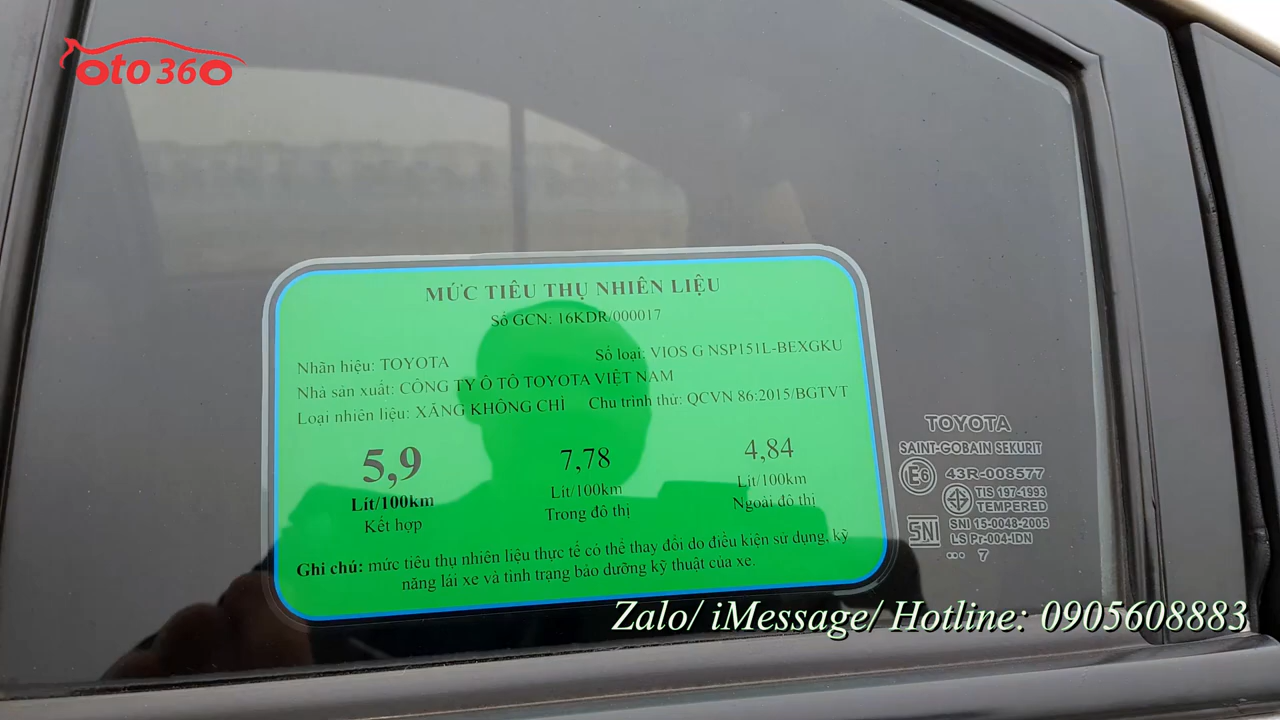 oto 360
MỨC TIÊU THỤ NHIÊN LIỆU
Số GCN: 16KDR/000017
Nhãn hiệu: TOYOTA Số loại: VIOS G NSP151L-BEXGKU
Nhà sản xuất: CÔNG TY Ô TÔ TOYOTA VIỆT NAM
Loại nhiên liệu: XĂNG KHÔNG CHÌ Chu trình thử: QCVN 86:2015/BGTVT
5,9 7,78 4,84
Lít/100km Lít/100km Lít/100km
Kết hợp Trong đô thị Ngoài đô thị
Ghi chú: mức tiêu thụ nhiên liệu thực tế có thể thay đổi do điều kiện sử dụng, kỹ
năng lái xe và tình trạng bảo dưỡng kỹ thuật của xe.
TOYOTA
SAINT-GOBAIN SEKURIT
E6 43R-008577
TIS 197-1993
TEMPERED
SNI SNI 15-0048-2005
LS Pr-004-IDN
... 7
Zalo/ iMessage/ Hotline: 0905608883